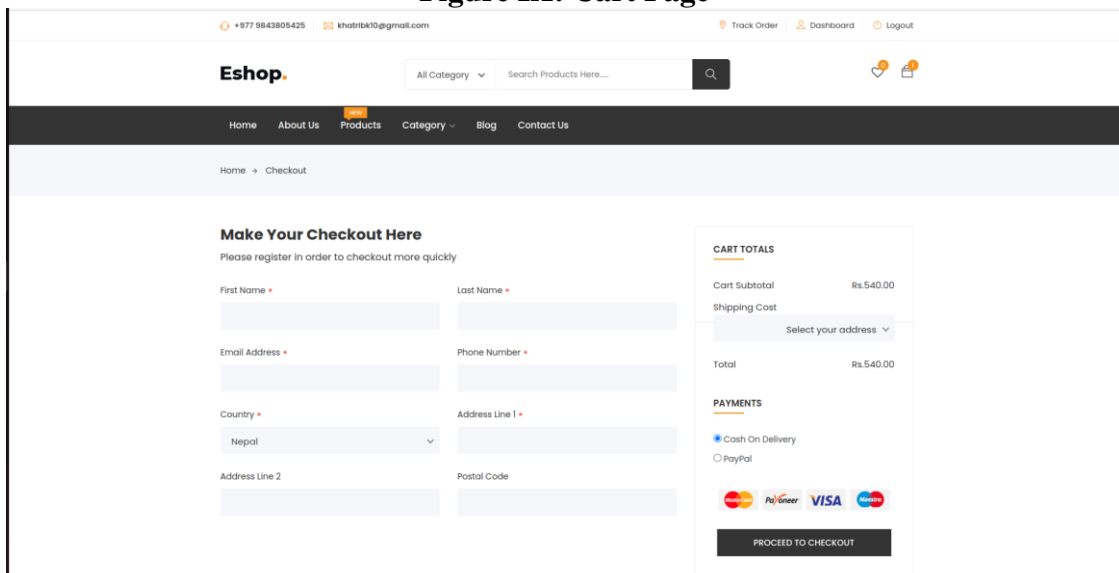 +977 9843805425 khatribk10@gmail.com Track Order Dashboard Logout
Eshop. All Category Search Products Here..... 0 1
NEW
Home About Us Products Category Blog Contact Us
Home → Checkout
Make Your Checkout Here
Please register in order to checkout more quickly
First Name * Last Name *
Email Address * Phone Number *
Country * Address Line 1 *
Nepal
Address Line 2 Postal Code
CART TOTALS
Cart Subtotal Rs.540.00
Shipping Cost
Select your address
Total Rs.540.00
PAYMENTS
Cash On Delivery
PayPal
MasterCard Payoneer VISA Maestro
PROCEED TO CHECKOUT